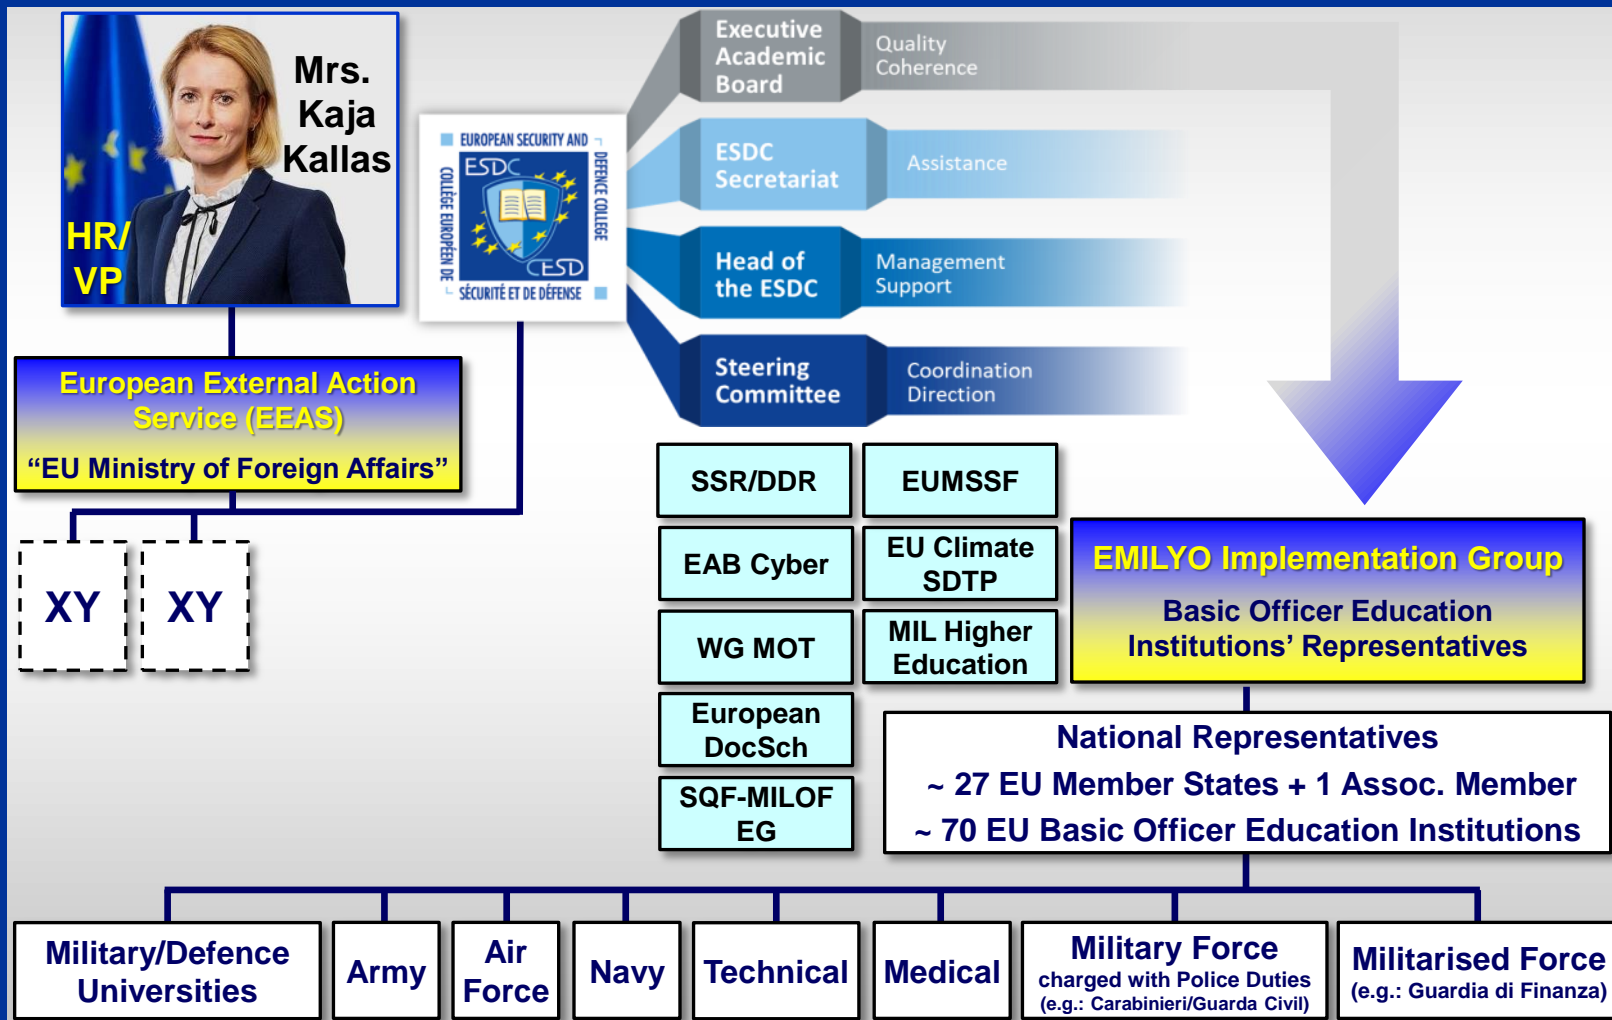 Mrs.
Kaja
Kallas
HR/
VP
EUROPEAN SECURITY AND
DEFENCE COLLEGE
COLLÈGE EUROPÉEN DE
SÉCURITÉ ET DE DÉFENSE
ESDC
CESD
Executive
Academic
Board
Quality
Coherence
ESDC
Secretariat
Assistance
Head of
the ESDC
Management
Support
Steering
Committee
Coordination
Direction
European External Action
Service (EEAS)
“EU Ministry of Foreign Affairs”
XY
XY
SSR/DDR
EUMSSF
EAB Cyber
EU Climate
SDTP
WG MOT
MIL Higher
Education
European
DocSch
SQF-MILOF
EG
EMILYO Implementation Group
Basic Officer Education
Institutions’ Representatives
National Representatives
~ 27 EU Member States + 1 Assoc. Member
~ 70 EU Basic Officer Education Institutions
Military/Defence
Universities
Army
Air
Force
Navy
Technical
Medical
Military Force
charged with Police Duties
(e.g.: Carabinieri/Guarda Civil)
Militarised Force
(e.g.: Guardia di Finanza)